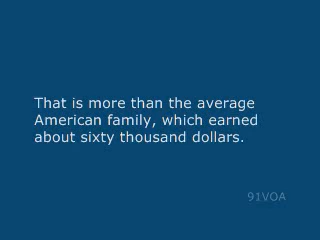 That is more than the average
American family, which earned
about sixty thousand dollars.
91VOA